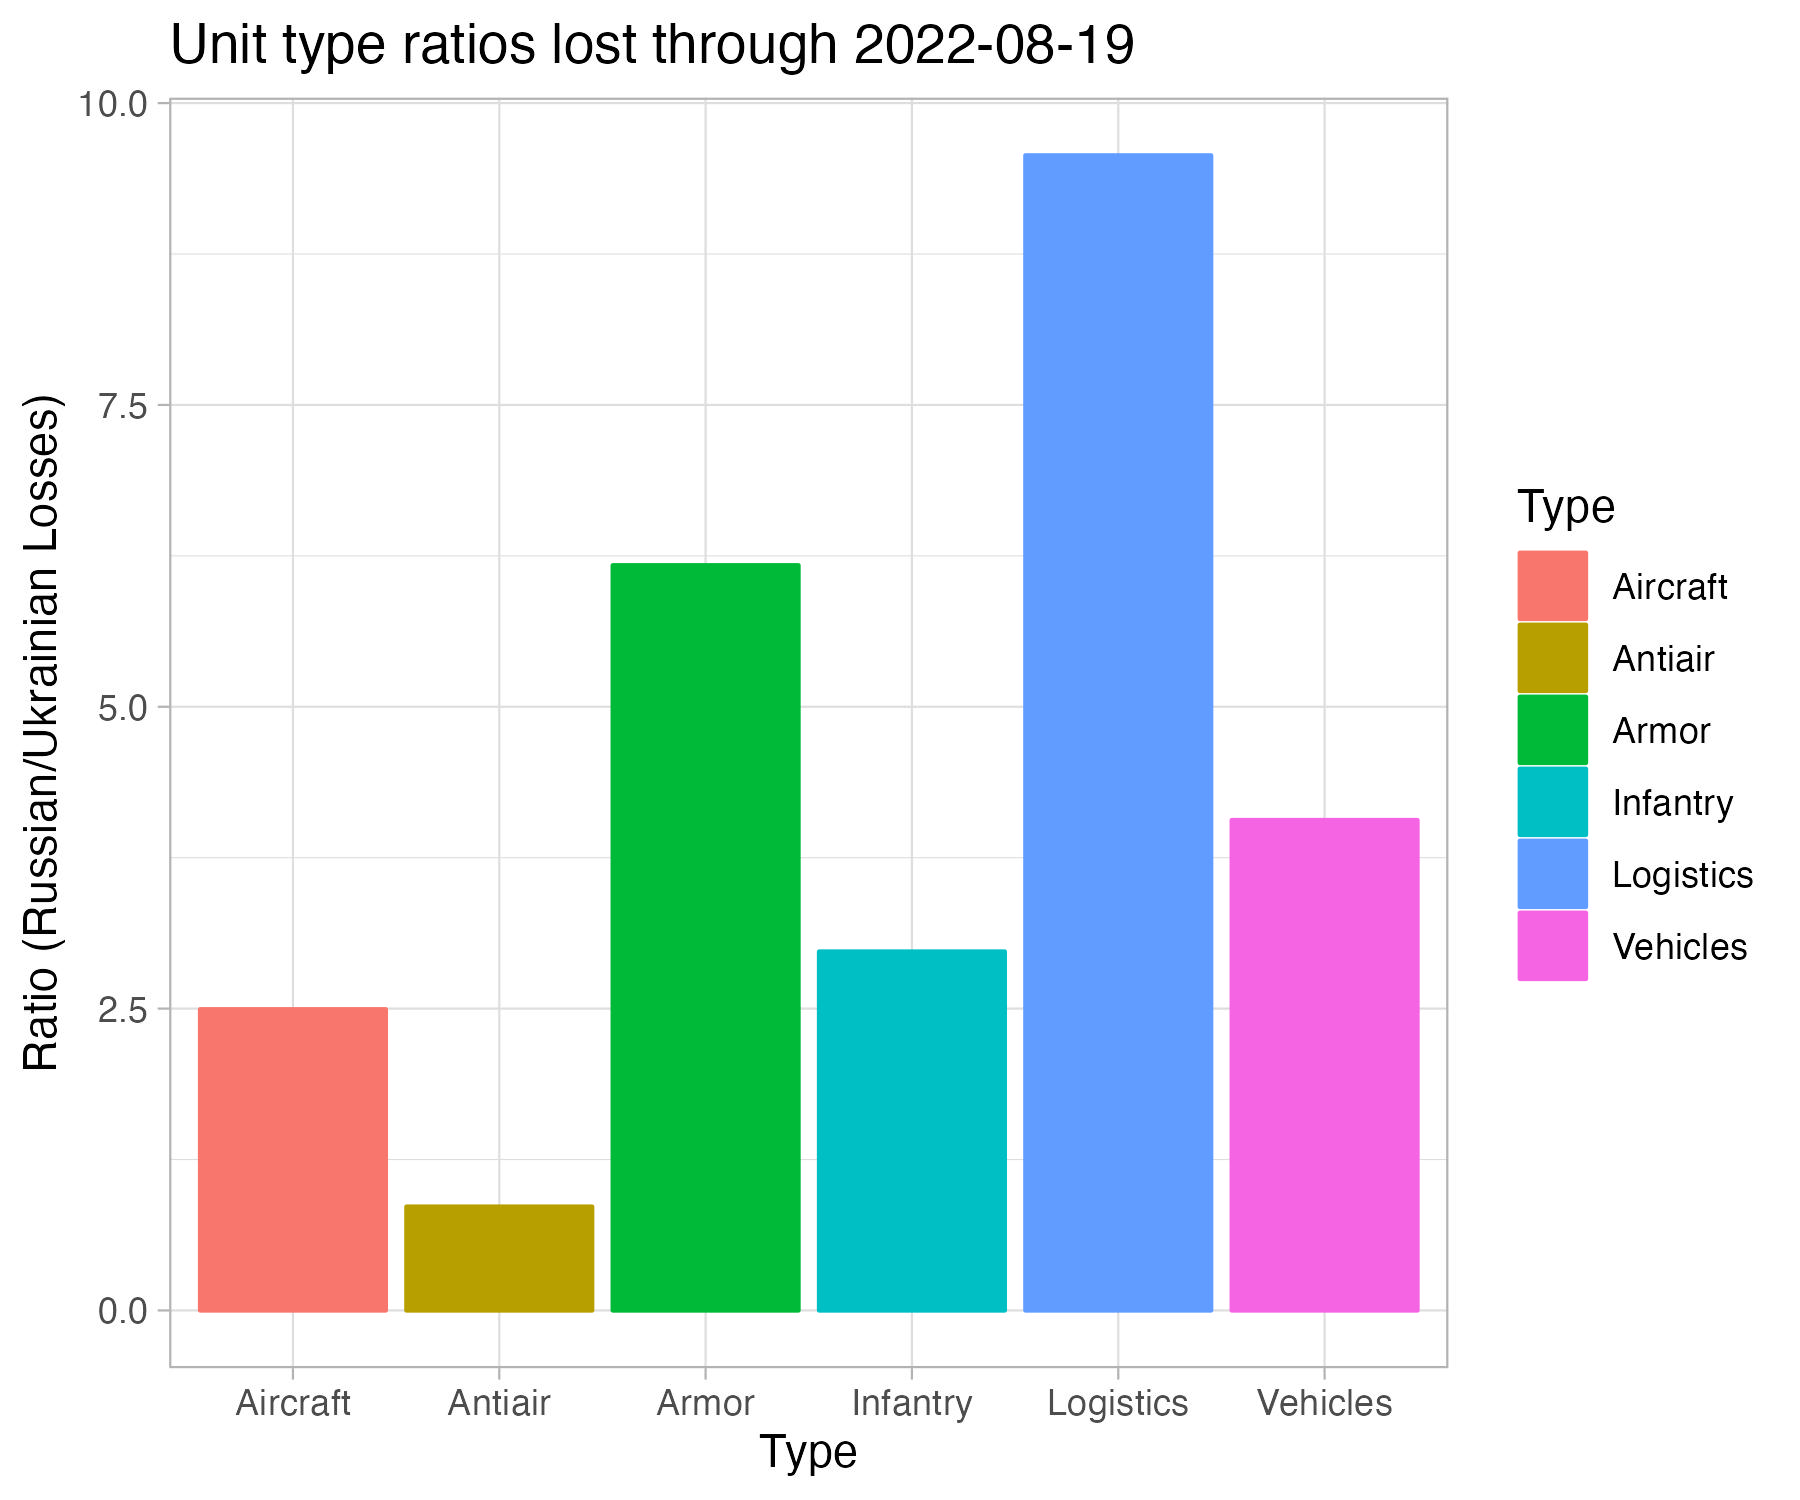 Unit type ratios lost through 2022-08-19
Ratio (Russian/Ukrainian Losses)
10.0
7.5
5.0
2.5
0.0
Aircraft Antiair Armor Infantry Logistics Vehicles
Type
Type
Aircraft
Antiair
Armor
Infantry
Logistics
Vehicles